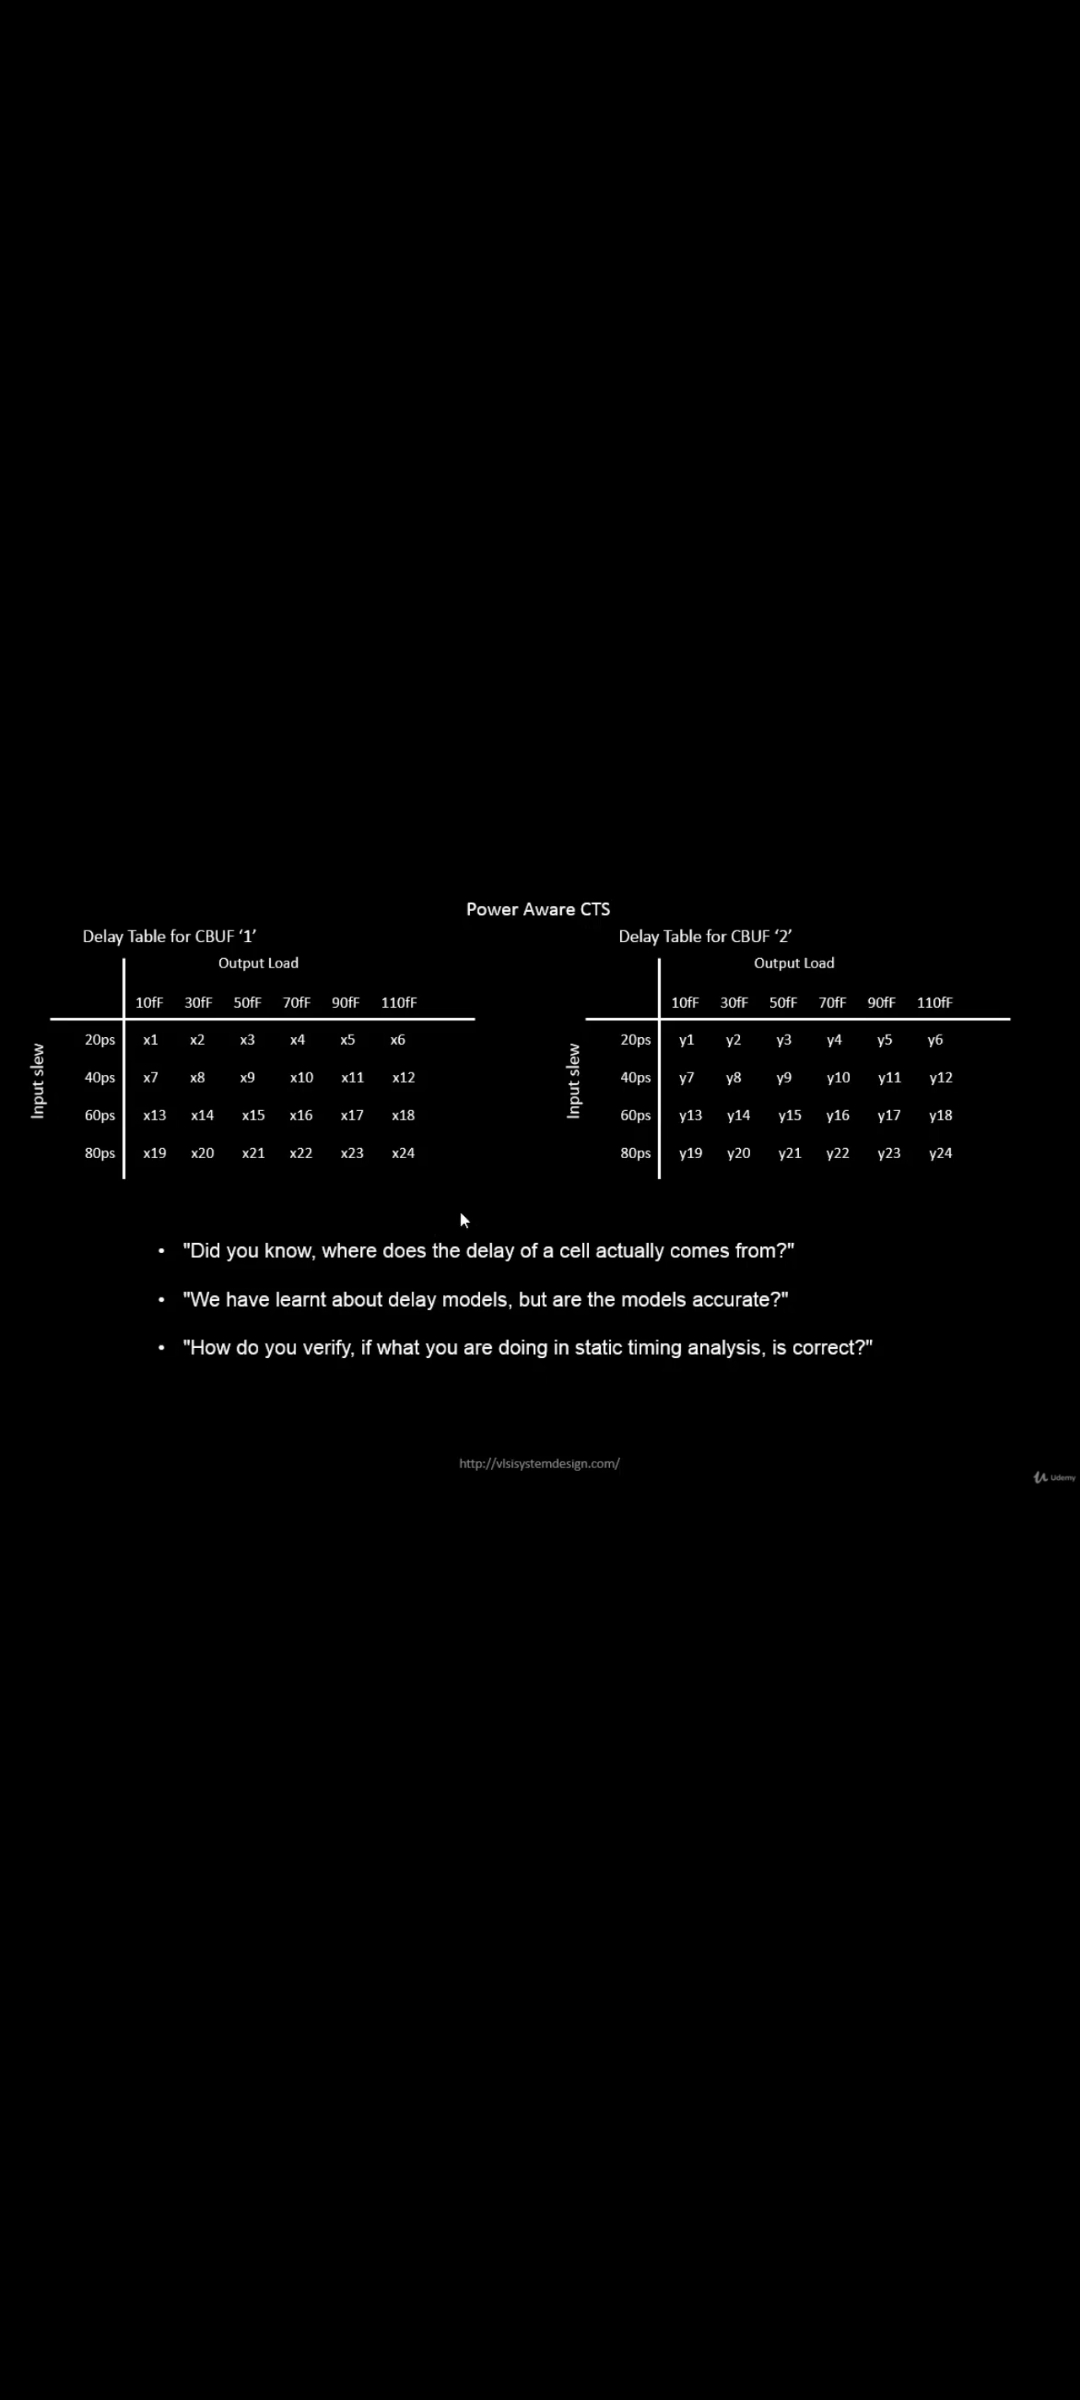 Power Aware CTS
Delay Table for CBUF ‘1’
Output Load
10fF 30fF 50fF 70fF 90fF 110fF
Input slew
20ps x1 x2 x3 x4 x5 x6
40ps x7 x8 x9 x10 x11 x12
60ps x13 x14 x15 x16 x17 x18
80ps x19 x20 x21 x22 x23 x24
Delay Table for CBUF ‘2’
Output Load
10fF 30fF 50fF 70fF 90fF 110fF
Input slew
20ps y1 y2 y3 y4 y5 y6
40ps y7 y8 y9 y10 y11 y12
60ps y13 y14 y15 y16 y17 y18
80ps y19 y20 y21 y22 y23 y24
• "Did you know, where does the delay of a cell actually comes from?"
• "We have learnt about delay models, but are the models accurate?"
• "How do you verify, if what you are doing in static timing analysis, is correct?"
http://vlsisystemdesign.com/
Udemy